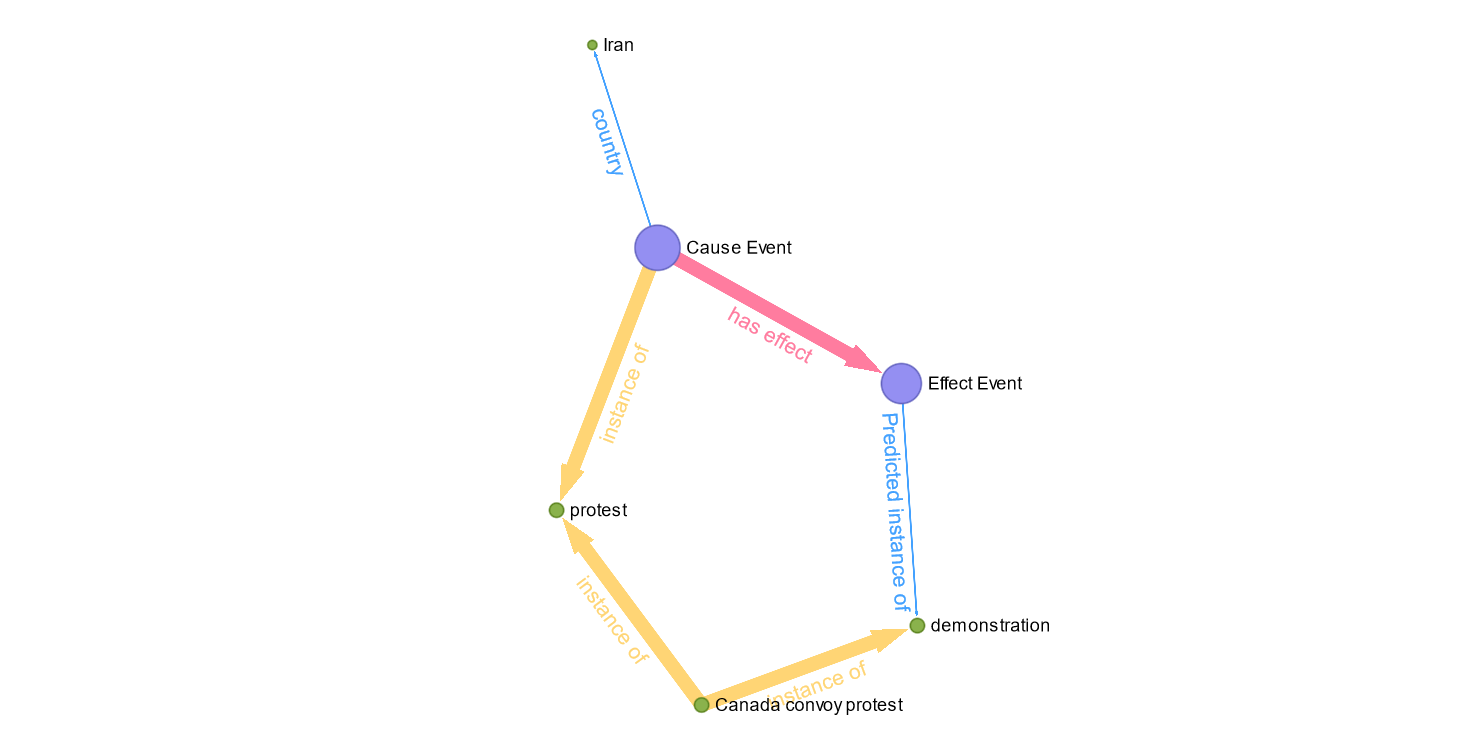 Iran
country
Cause Event
has effect
instance of
Effect Event
Predicted instance of
protest
instance of
demonstration
instance of
Canada convoy protest